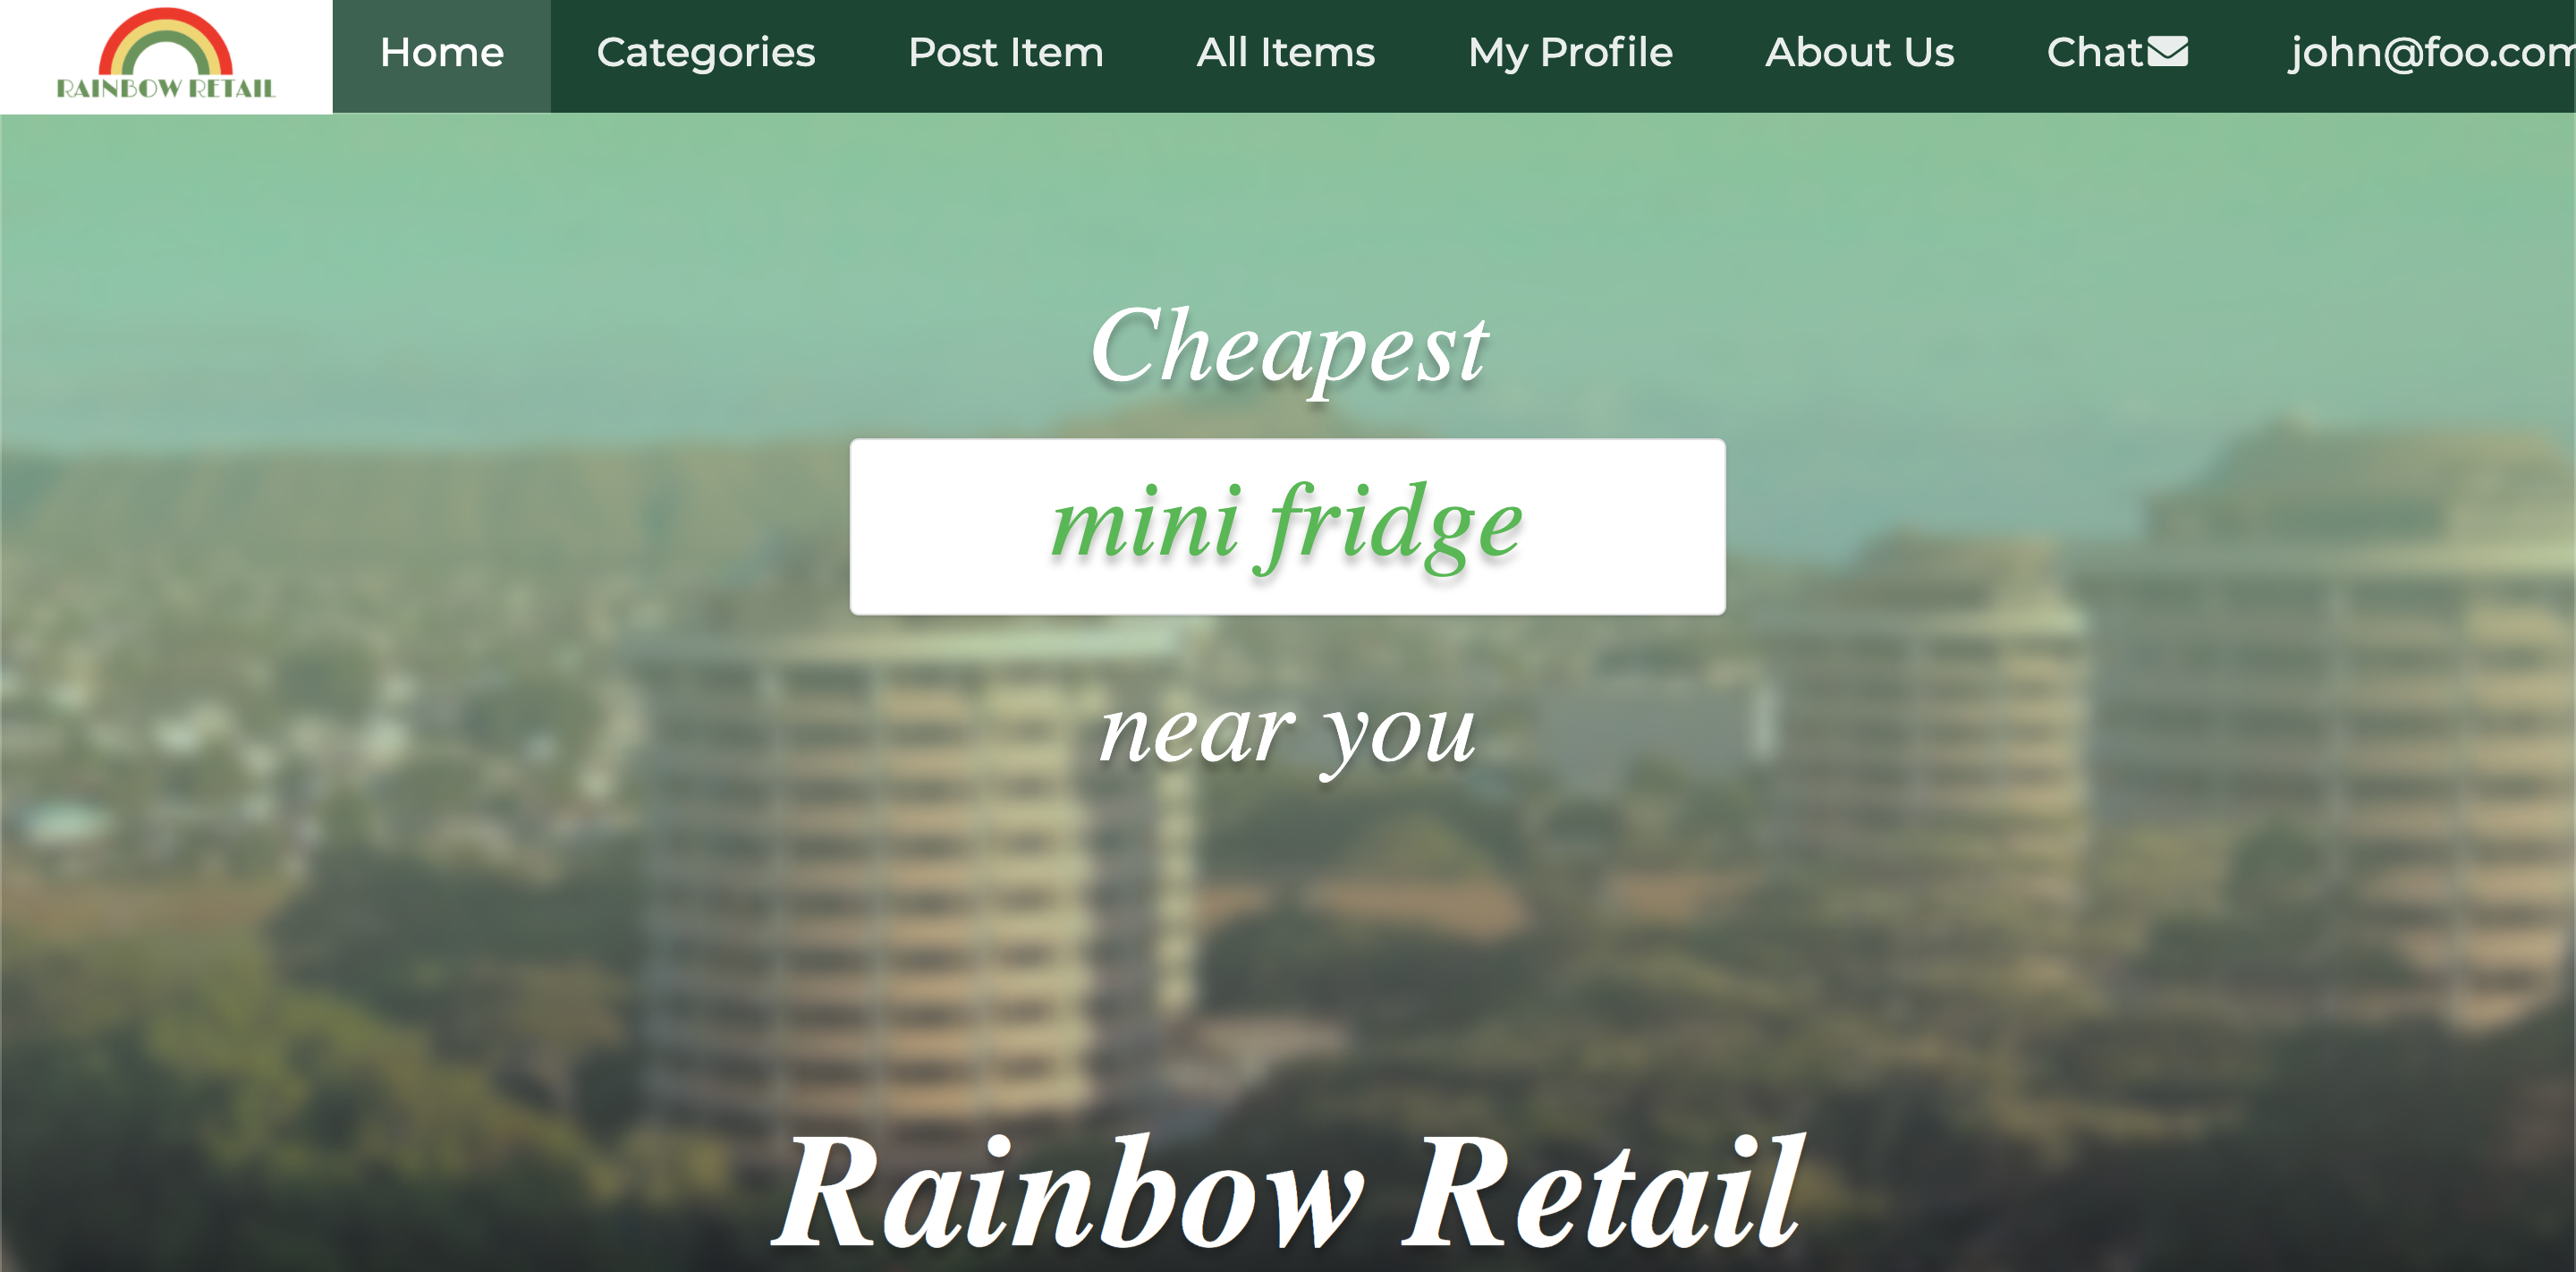 RAINBOW RETAIL
Home Categories Post Item All Items My Profile About Us Chat john@foo.com
Cheapest
mini fridge
near you
Rainbow Retail